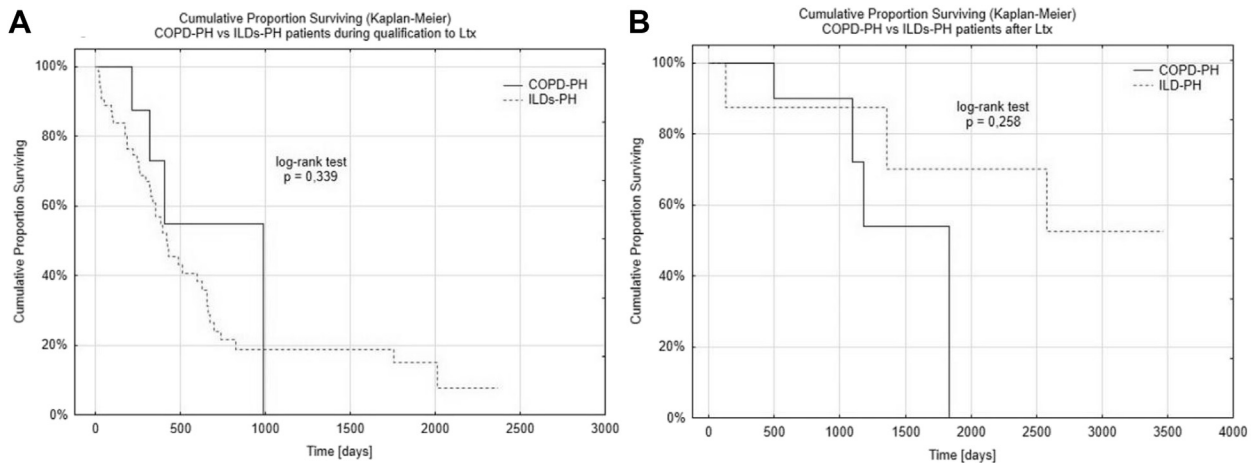 A
Cumulative Proportion Surviving (Kaplan-Meier)
COPD-PH vs ILDs-PH patients during qualification to Ltx
100%
80%
60%
40%
20%
0%
Cumulative Proportion Surviving
COPD-PH
ILDs-PH
log-rank test
p = 0,339
0 500 1000 1500 2000 2500 3000
Time [days]
B
Cumulative Proportion Surviving (Kaplan-Meier)
COPD-PH vs ILDs-PH patients after Ltx
100%
80%
60%
40%
20%
0%
Cumulative Proportion Surviving
COPD-PH
ILD-PH
log-rank test
p = 0,258
0 500 1000 1500 2000 2500 3000 3500 4000
Time [days]